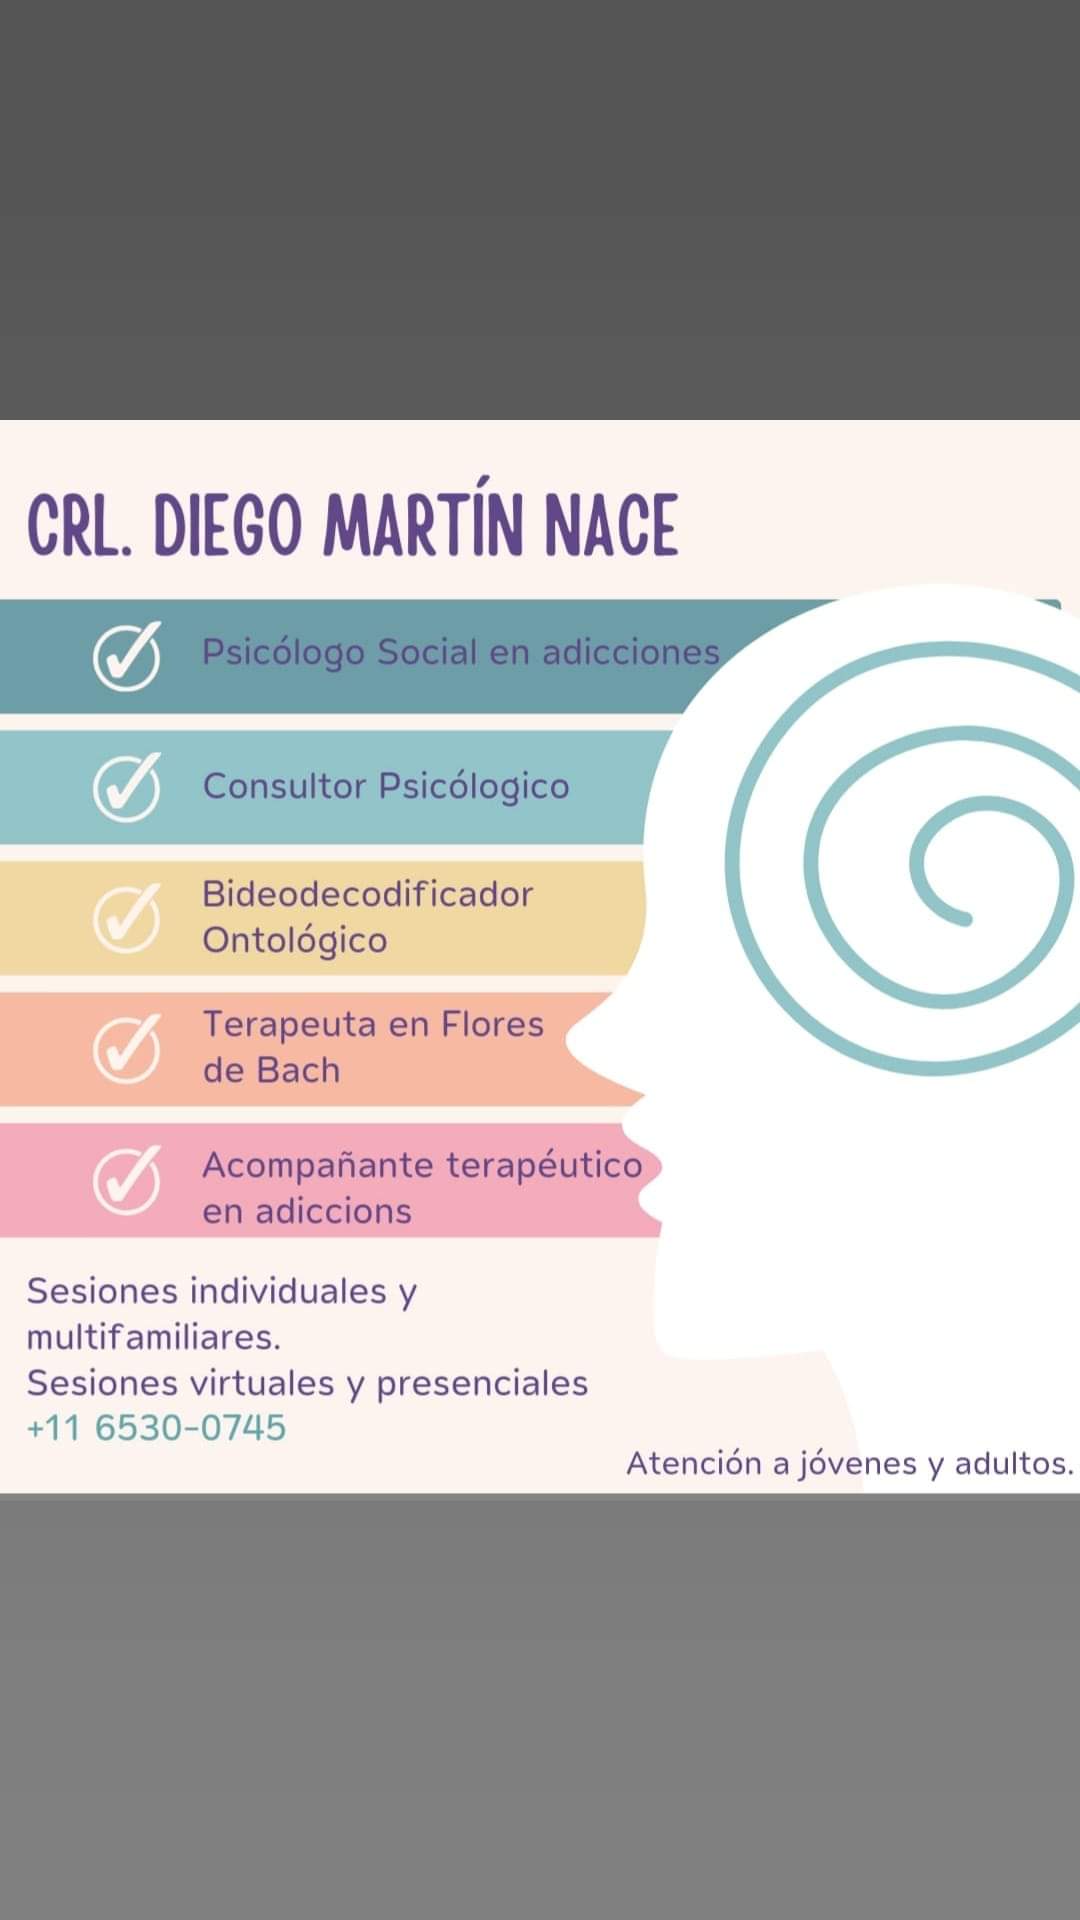 CRL. DIEGO MARTÍN NACE
Psicólogo Social en adicciones
Consultor Psicólogico
Bideodecodificador
Ontológico
Terapeuta en Flores
de Bach
Acompañante terapéutico
en adiccions
Sesiones individuales y
multifamiliares.
Sesiones virtuales y presenciales
+11 6530-0745
Atención a jóvenes y adultos.